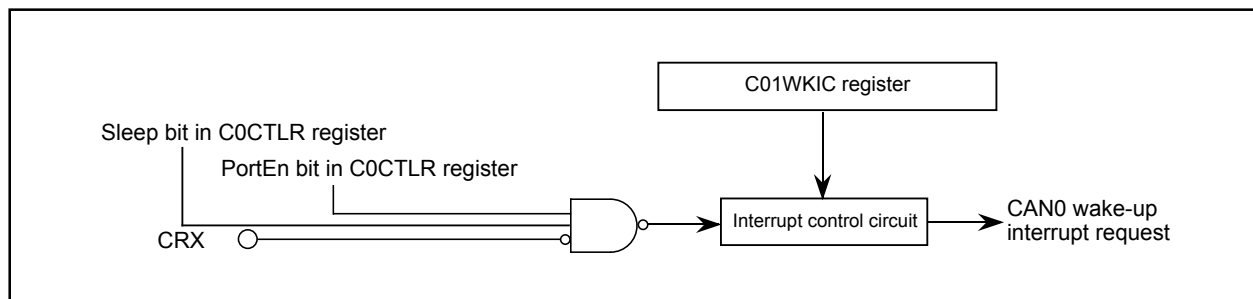 C01WKIC register
Sleep bit in C0CTLR register
PortEn bit in C0CTLR register
CRX
Interrupt control circuit
CAN0 wake-up
interrupt request